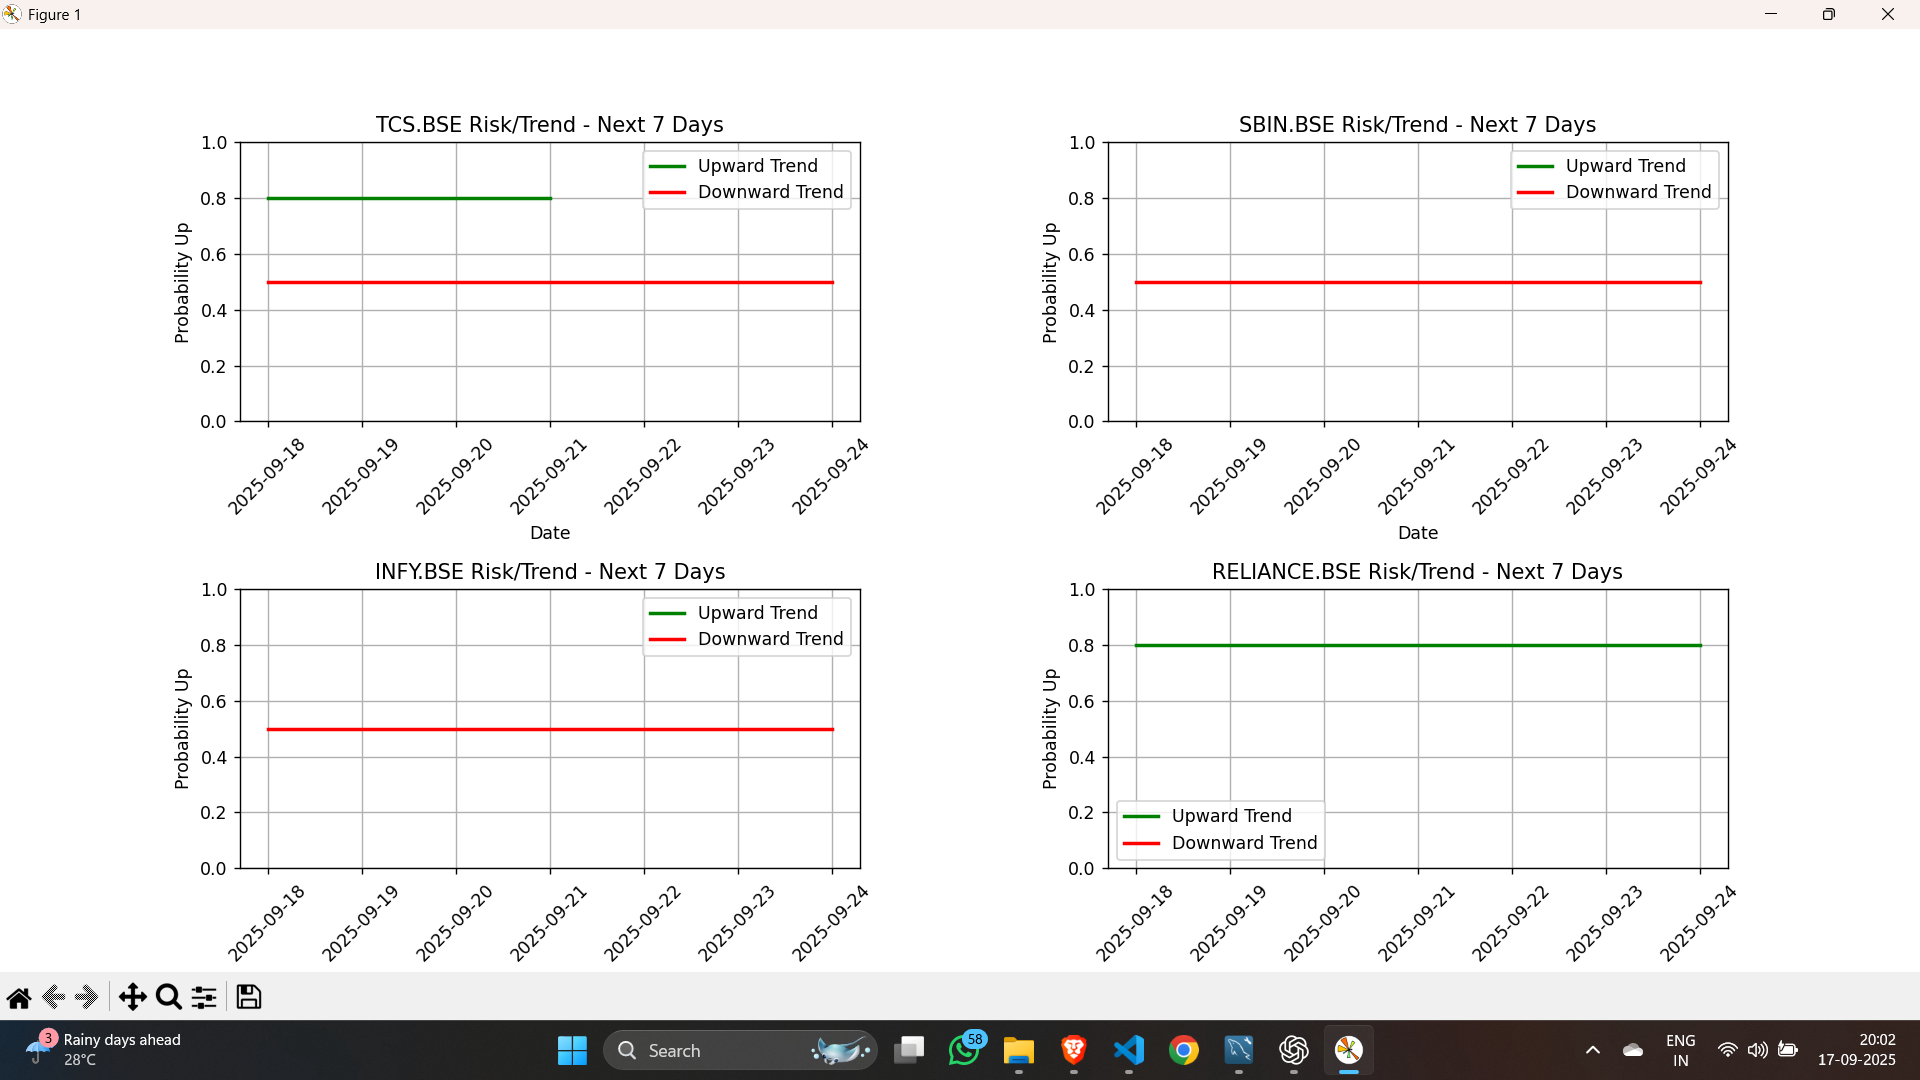 Figure 1
TCS.BSE Risk/Trend - Next 7 Days
1.0
0.8
0.6
0.4
0.2
0.0
Probability Up
Upward Trend
Downward Trend
2025-09-18
2025-09-19
2025-09-20
2025-09-21
2025-09-22
2025-09-23
2025-09-24
Date
SBIN.BSE Risk/Trend - Next 7 Days
1.0
0.8
0.6
0.4
0.2
0.0
Probability Up
Upward Trend
Downward Trend
2025-09-18
2025-09-19
2025-09-20
2025-09-21
2025-09-22
2025-09-23
2025-09-24
Date
INFY.BSE Risk/Trend - Next 7 Days
1.0
0.8
0.6
0.4
0.2
0.0
Probability Up
Upward Trend
Downward Trend
2025-09-18
2025-09-19
2025-09-20
2025-09-21
2025-09-22
2025-09-23
2025-09-24
RELIANCE.BSE Risk/Trend - Next 7 Days
1.0
0.8
0.6
0.4
0.2
0.0
Probability Up
Upward Trend
Downward Trend
2025-09-18
2025-09-19
2025-09-20
2025-09-21
2025-09-22
2025-09-23
2025-09-24
3
Rainy days ahead
28°C
Search
58
ENG
IN
20:02
17-09-2025